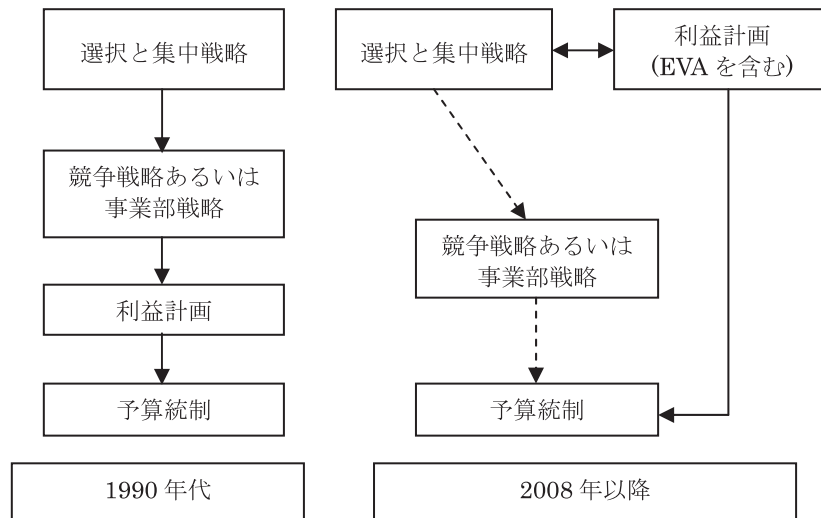 選択と集中戦略
競争戦略あるいは
事業部戦略
利益計画
予算統制
1990 年代
選択と集中戦略
利益計画
(EVA を含む)
競争戦略あるいは
事業部戦略
予算統制
2008 年以降